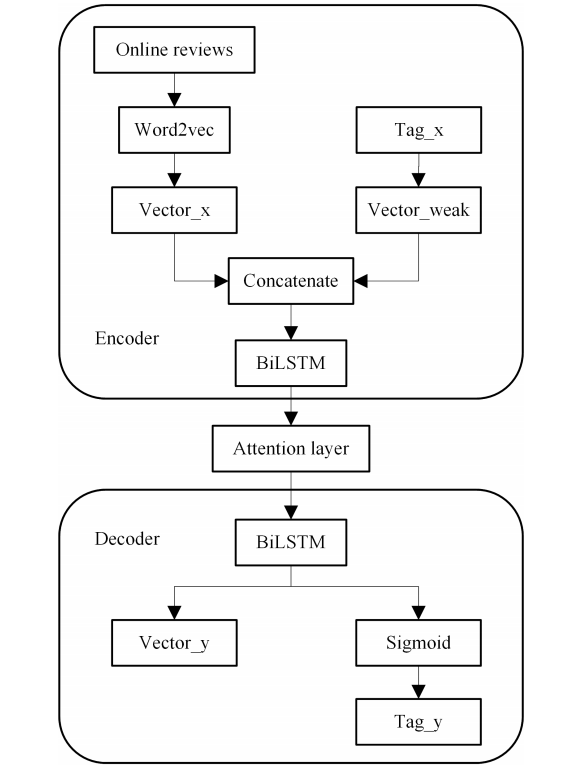 Online reviews
Word2vec
Tag_x
Vector_x
Vector_weak
Concatenate
Encoder
BiLSTM
Attention layer
Decoder
BiLSTM
Vector_y
Sigmoid
Tag_y